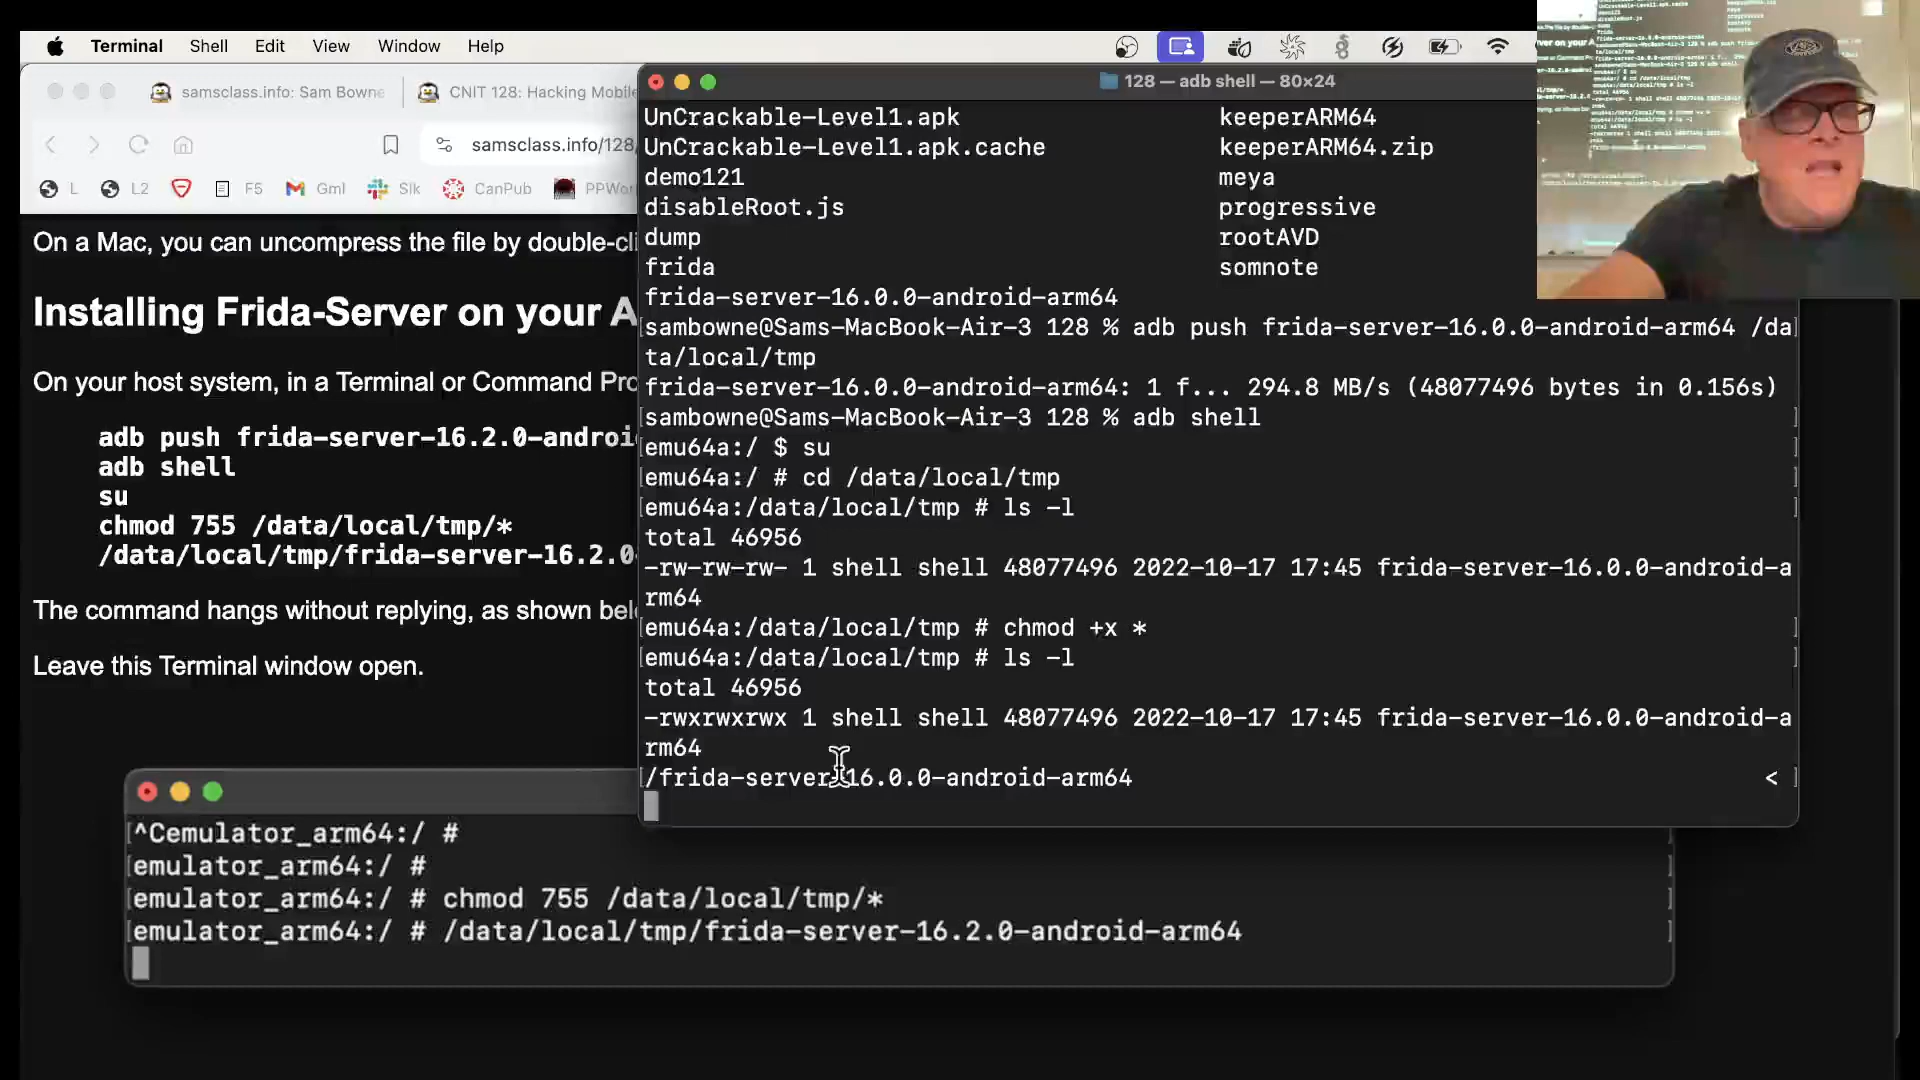 Terminal Shell Edit View Window Help
samsclass.info: Sam Bowne
CNIT 128: Hacking Mobile
samsclass.info/128/
L L2 F5 Gml Slk CanPub PPWor
On a Mac, you can uncompress the file by double-cli
Installing Frida-Server on your A
On your host system, in a Terminal or Command Pro
adb push frida-server-16.2.0-androi
adb shell
su
chmod 755 /data/local/tmp/*
/data/local/tmp/frida-server-16.2.0-
The command hangs without replying, as shown bel
Leave this Terminal window open.
128 — adb shell — 80×24
UnCrackable-Level1.apk keeperARM64
UnCrackable-Level1.apk.cache keeperARM64.zip
demo121 meya
disableRoot.js progressive
dump rootAVD
frida somnote
frida-server-16.0.0-android-arm64
[sambowne@Sams-MacBook-Air-3 128 % adb push frida-server-16.0.0-android-arm64 /da]
ta/local/tmp
frida-server-16.0.0-android-arm64: 1 f... 294.8 MB/s (48077496 bytes in 0.156s)
[sambowne@Sams-MacBook-Air-3 128 % adb shell ]
[emu64a:/ $ su ]
[emu64a:/ # cd /data/local/tmp ]
[emu64a:/data/local/tmp # ls -l ]
total 46956
-rw-rw-rw- 1 shell shell 48077496 2022-10-17 17:45 frida-server-16.0.0-android-a
rm64
[emu64a:/data/local/tmp # chmod +x * ]
[emu64a:/data/local/tmp # ls -l ]
total 46956
-rwxrwxrwx 1 shell shell 48077496 2022-10-17 17:45 frida-server-16.0.0-android-a
rm64
[/frida-server-16.0.0-android-arm64 < ]
[^Cemulator_arm64:/ # ]
[emulator_arm64:/ # ]
[emulator_arm64:/ # chmod 755 /data/local/tmp/* ]
[emulator_arm64:/ # /data/local/tmp/frida-server-16.2.0-android-arm64 ]